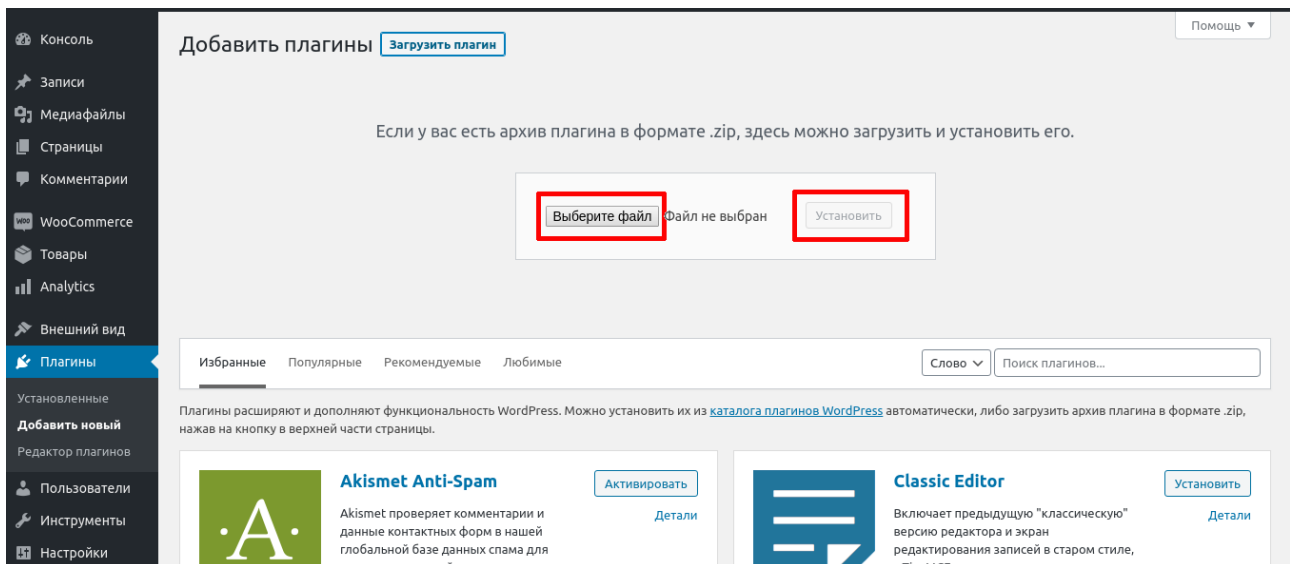 Помощь
Консоль
Записи
Медиафайлы
Страницы
Комментарии
WOO
WooCommerce
Товары
Analytics
Внешний вид
Плагины
Установленные
Добавить новый
Редактор плагинов
Пользователи
Инструменты
Настройки
Добавить плагины Загрузить плагин
Если у вас есть архив плагина в формате .zip, здесь можно загрузить и установить его.
Выберите файл Файл не выбран Установить
Избранные Популярные Рекомендуемые Любимые Слово Поиск плагинов...
Плагины расширяют и дополняют функциональность WordPress. Можно установить их из каталога плагинов WordPress автоматически, либо загрузить архив плагина в формате .zip,
нажав на кнопку в верхней части страницы.
·A·
Akismet Anti-Spam
Активировать
Детали
Akismet проверяет комментарии и
данные контактных форм в нашей
глобальной базе данных спама для
Classic Editor
Установить
Детали
Включает предыдущую "классическую"
версию редактора и экран
редактирования записей в старом стиле,